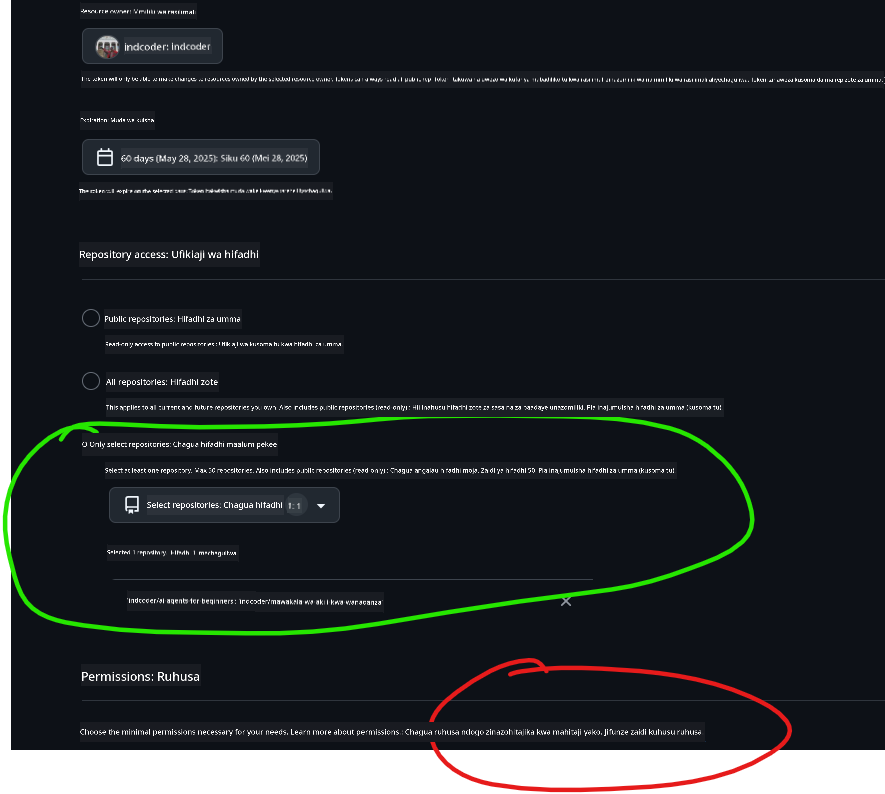 Resource owner: Mmiliki wa rasilimali
indcoder: indcoder
The token will only be able to make changes to resources owned by the selected resource owner. Tokens can always read all public repo
Expiration: Muda wa kuisha
60 days (May 28, 2025): Siku 60 (Mei 28, 2025)
The token will expire on the selected date: Token itakwisha muda wake kwenye tarehe iliyochaguliwa.
Repository access: Ufikiaji wa hifadhi
Public repositories: Hifadhi za umma
Read-only access to public repositories.: Ufikiaji wa kusoma tu kwa hifadhi za umma.
All repositories: Hifadhi zote
This applies to all current and future repositories you own. Also includes public repositories (read-only).: Hii inahusu hifadhi zote za sasa na za baadaye unazomiliki. Pia inajumuisha hifadhi za umma (kusoma tu).
O Only select repositories: Chagua hifadhi maalum pekee
Select at least one repository. Max 50 repositories. Also includes public repositories (read-only).: Chagua angalau hifadhi moja. Zaidi ya hifadhi 50. Pia inajumuisha hifadhi za umma (kusoma tu).
Select repositories: Chagua hifadhi 1: 1
Selected 1 repository.: Hifadhi 1 imechaguliwa.
'indcoder/ai-agents-for-beginners': 'indcoder/mawakala-wa-akili-kwa-wanaoanza'
Permissions: Ruhusa
Choose the minimal permissions necessary for your needs. Learn more about permissions.: Chagua ruhusa ndogo zinazohitajika kwa mahitaji yako. Jifunze zaidi kuhusu ruhusa